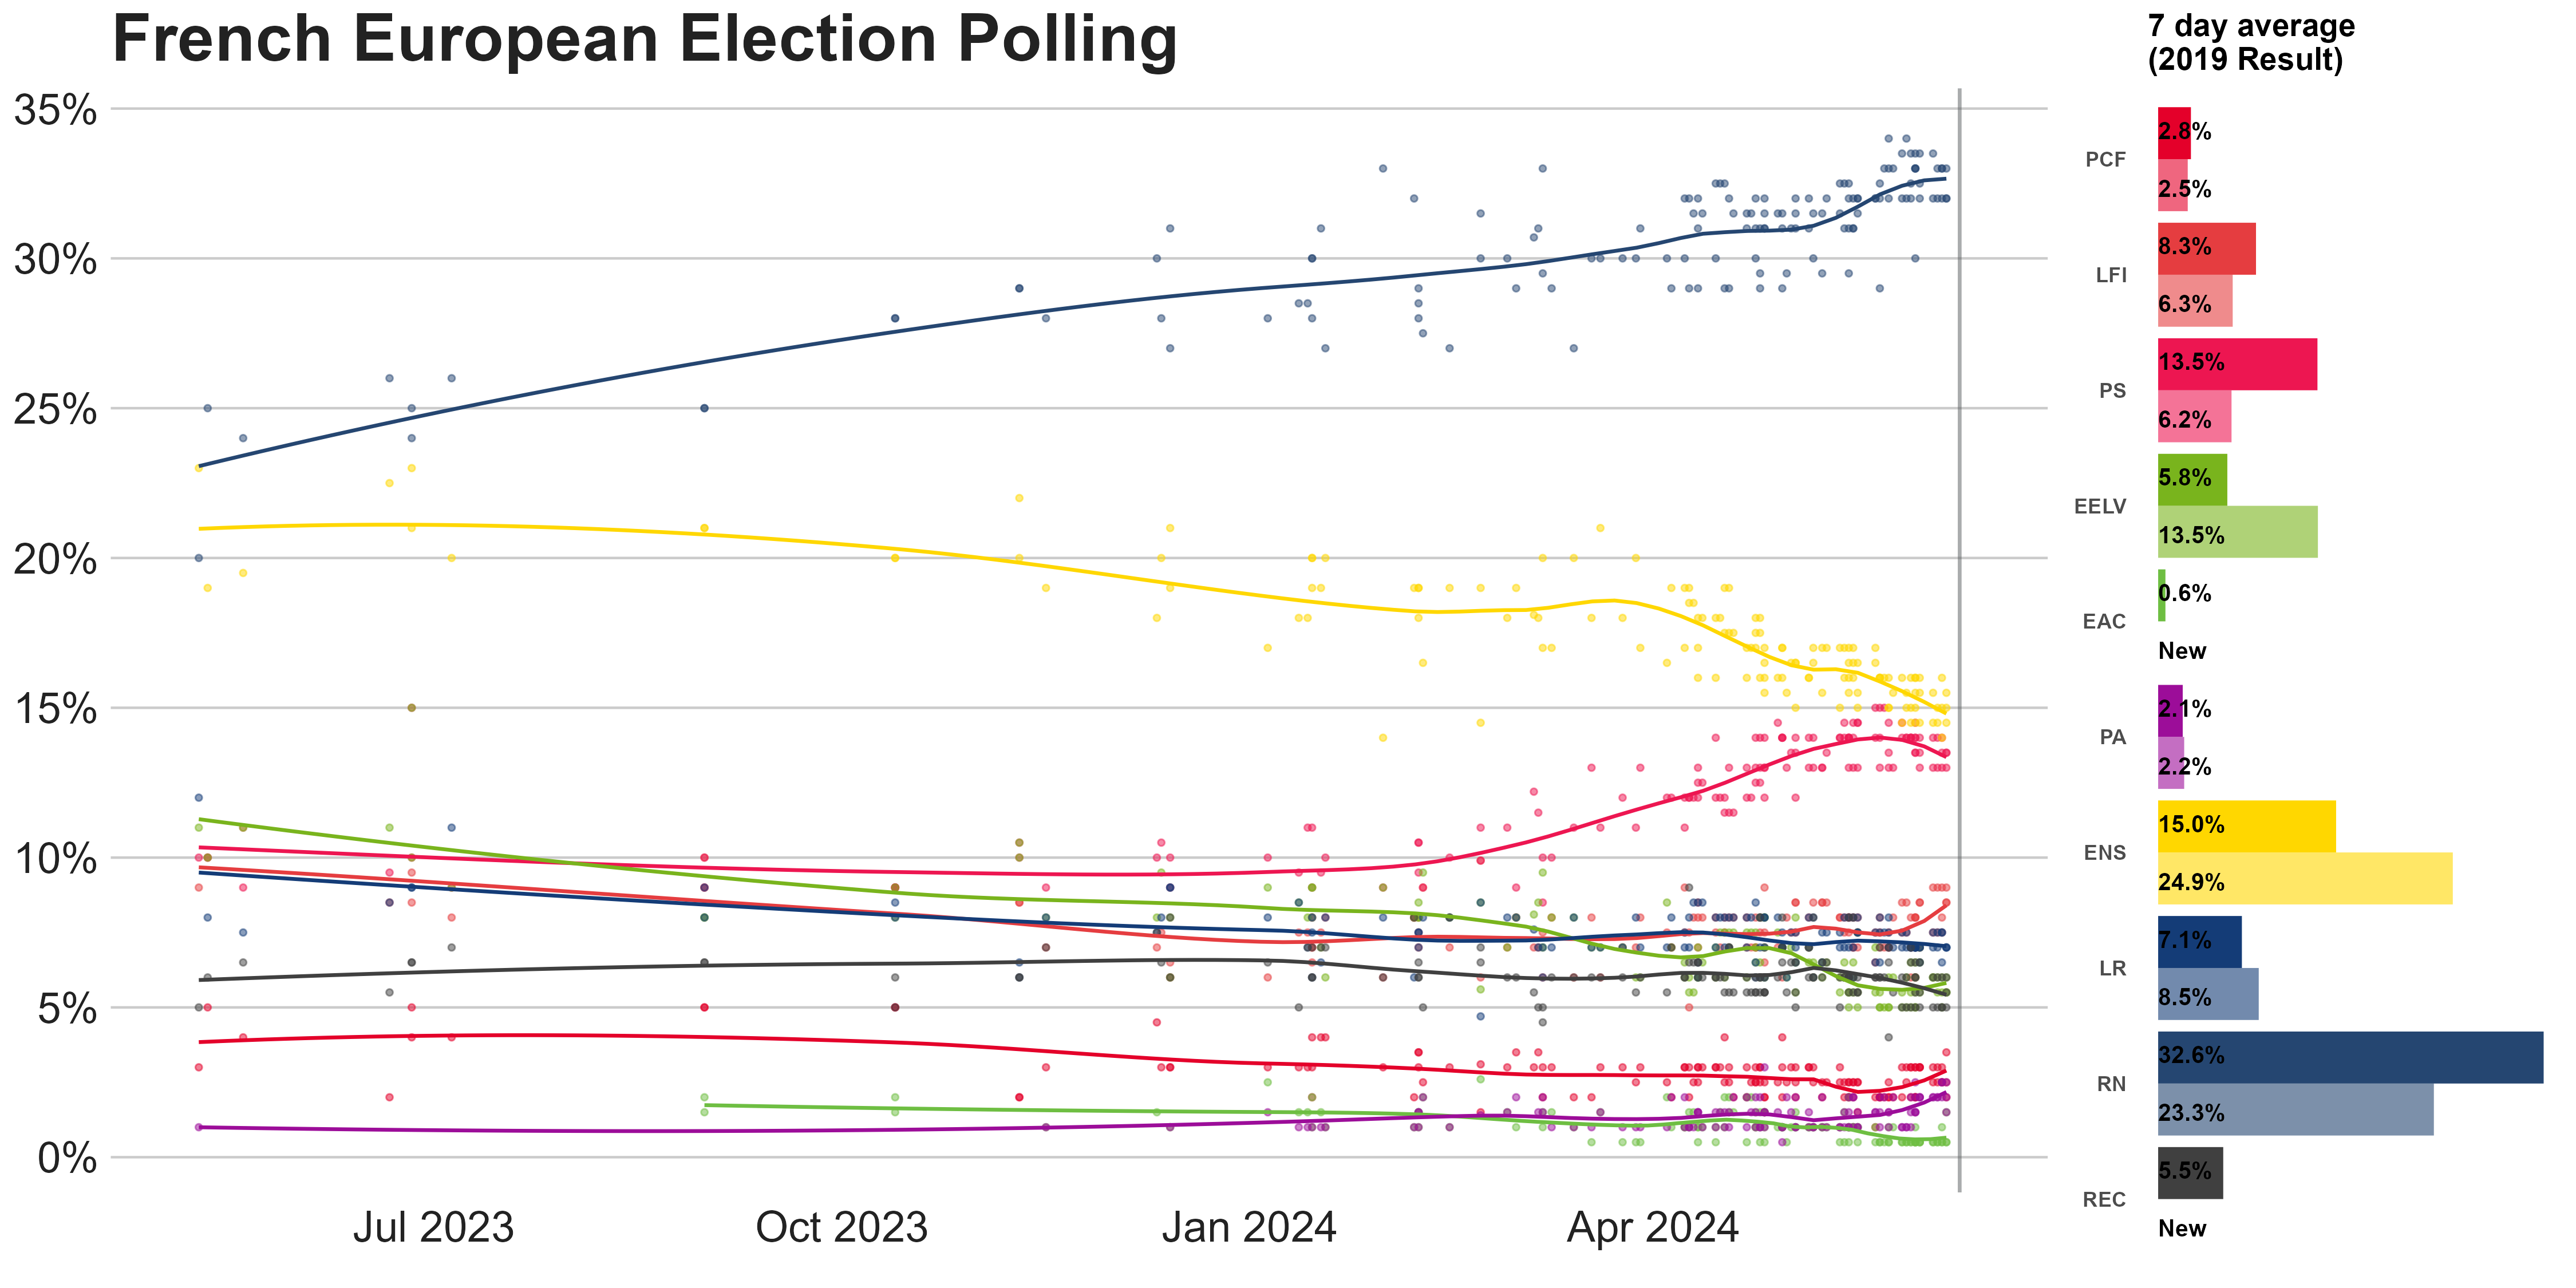 French European Election Polling
35%
30%
25%
20%
15%
10%
5%
0%
Jul 2023
Oct 2023
Jan 2024
Apr 2024
7 day average
(2019 Result)
PCF
2.8%
2.5%
LFI
8.3%
6.3%
PS
13.5%
6.2%
EELV
5.8%
13.5%
EAC
0.6%
New
PA
2.1%
2.2%
ENS
15.0%
24.9%
LR
7.1%
8.5%
RN
32.6%
23.3%
REC
5.5%
New